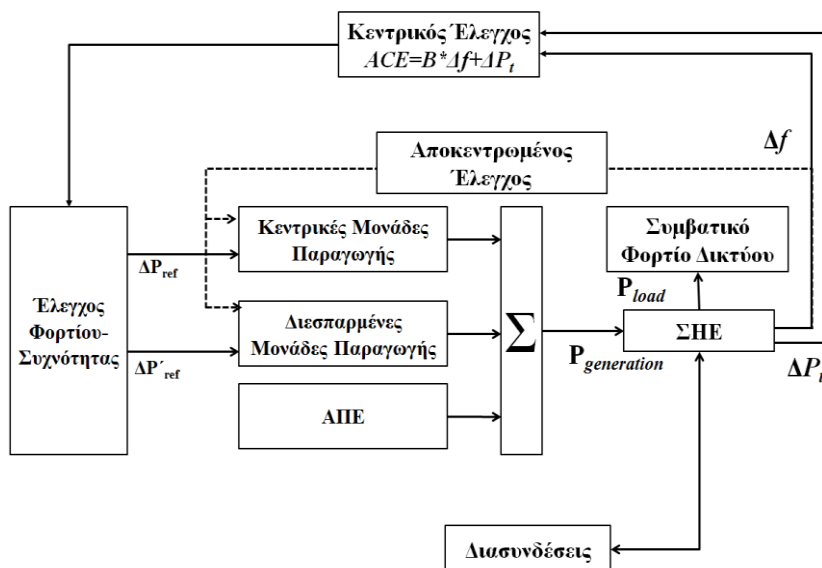 Κεντρικός Έλεγχος
ACE=B*Δf+ΔPt
Αποκεντρωμένος
Έλεγχος
Δf
Κεντρικές Μονάδες
Παραγωγής
Συμβατικό
Φορτίο Δικτύου
ΔPref
Pload
Έλεγχος
Φορτίου-
Συχνότητας
Διεσπαρμένες
Μονάδες Παραγωγής
Σ
ΣΗΕ
ΔP´ref
Pgeneration
ΔPt
ΑΠΕ
Διασυνδέσεις